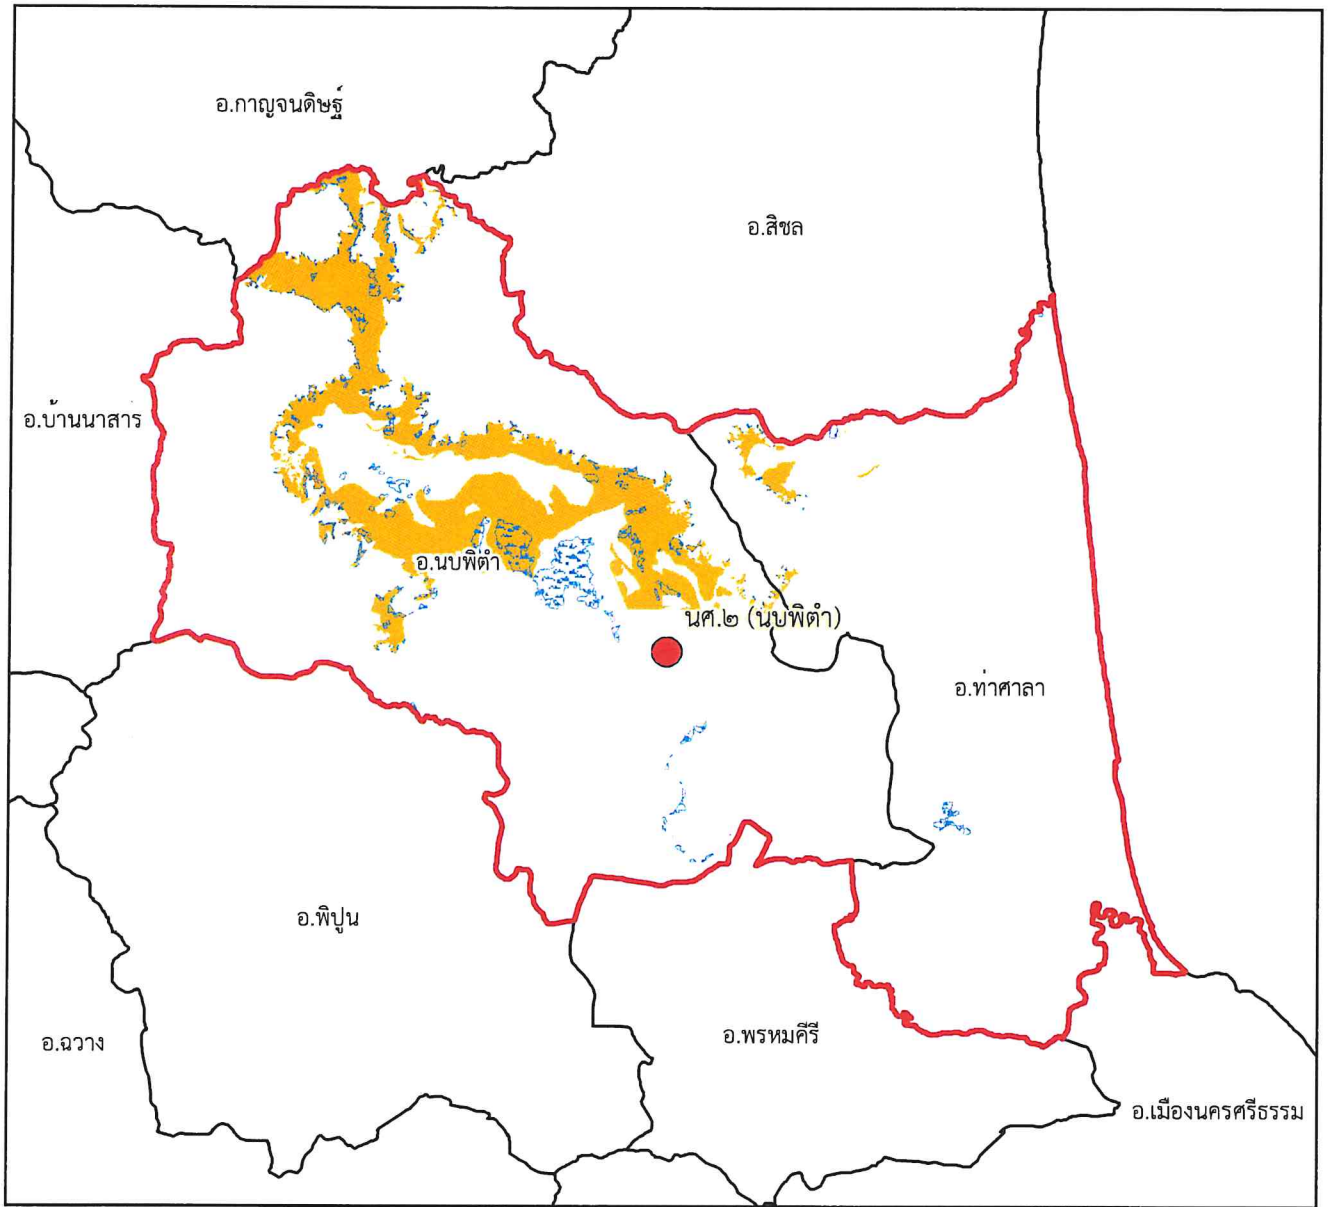 อ.กาญจนดิษฐ์
อ.สิชล
อ.บ้านนาสาร
อ.นบพิตำ
นศ.๒ (นบพิตำ)
อ.ท่าศาลา
อ.พิปูน
อ.ฉวาง
อ.พรหมคีรี
อ.เมืองนครศรีธรรม